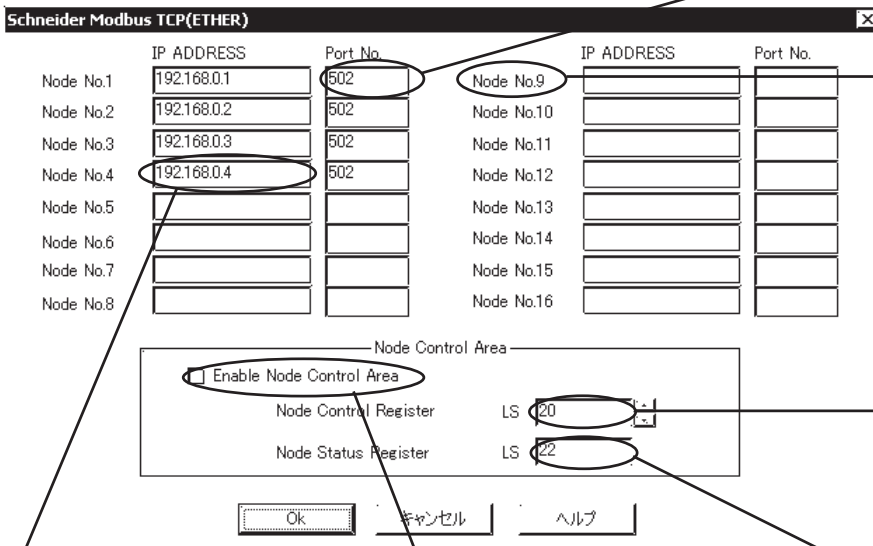 Schneider Modbus TCP(ETHER)
IP ADDRESS Port No. IP ADDRESS Port No.
Node No.1 192.168.0.1 502 Node No.9
Node No.2 192.168.0.2 502 Node No.10
Node No.3 192.168.0.3 502 Node No.11
Node No.4 192.168.0.4 502 Node No.12
Node No.5 Node No.13
Node No.6 Node No.14
Node No.7 Node No.15
Node No.8 Node No.16
Node Control Area
Enable Node Control Area
Node Control Register LS 20
Node Status Register LS 22
Ok キャンセル ヘルプ